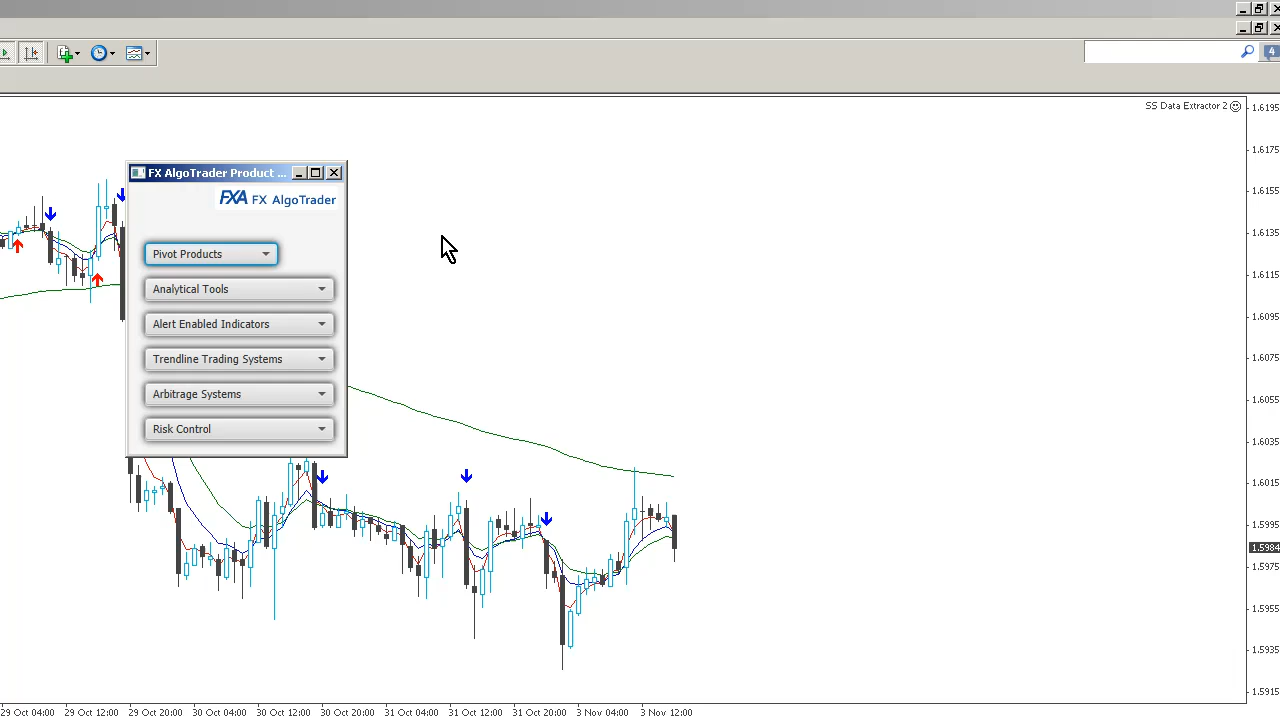 4
SS Data Extractor 2
1.6195
FX AlgoTrader Product ...
FXA FX AlgoTrader
Pivot Products
Analytical Tools
Alert Enabled Indicators
Trendline Trading Systems
Arbitrage Systems
Risk Control
1.6175
1.6155
1.6135
1.6115
1.6095
1.6075
1.6055
1.6035
1.6015
1.5995
1.5984
1.5975
1.5955
1.5935
1.5915
29 Oct 04:00 29 Oct 12:00 29 Oct 20:00 30 Oct 04:00 30 Oct 12:00 30 Oct 20:00 31 Oct 04:00 31 Oct 12:00 31 Oct 20:00 3 Nov 04:00 3 Nov 12:00